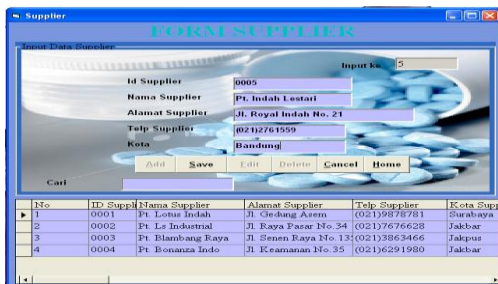 Supplier
FORM SUPPLIER
Input Data Supplier
Input ke 5
Id Supplier 0005
Nama Supplier Pt. Indah Lestari
Alamat Supplier Jl. Royal Indah No. 21
Telp Supplier (021)2761559
Kota Bandung
Add Save Edit Delete Cancel Home
Cari
No ID Suppli Nama Supplier Alamat Supplier Telp Supplier Kota Supp
1 0001 Pt. Lotus Indah Jl. Gedung Asem (021)9878781 Surabaya
2 0002 Pt. Ls Industrial Jl. Raya Pasar No.34 (021)7676628 Jakbar
3 0003 Pt. Blambang Raya Jl. Senen Raya No. 13 (021)3863466 Jakpus
4 0004 Pt. Bonanza Indo Jl. Keamanan No.35 (021)6291980 Jakbar